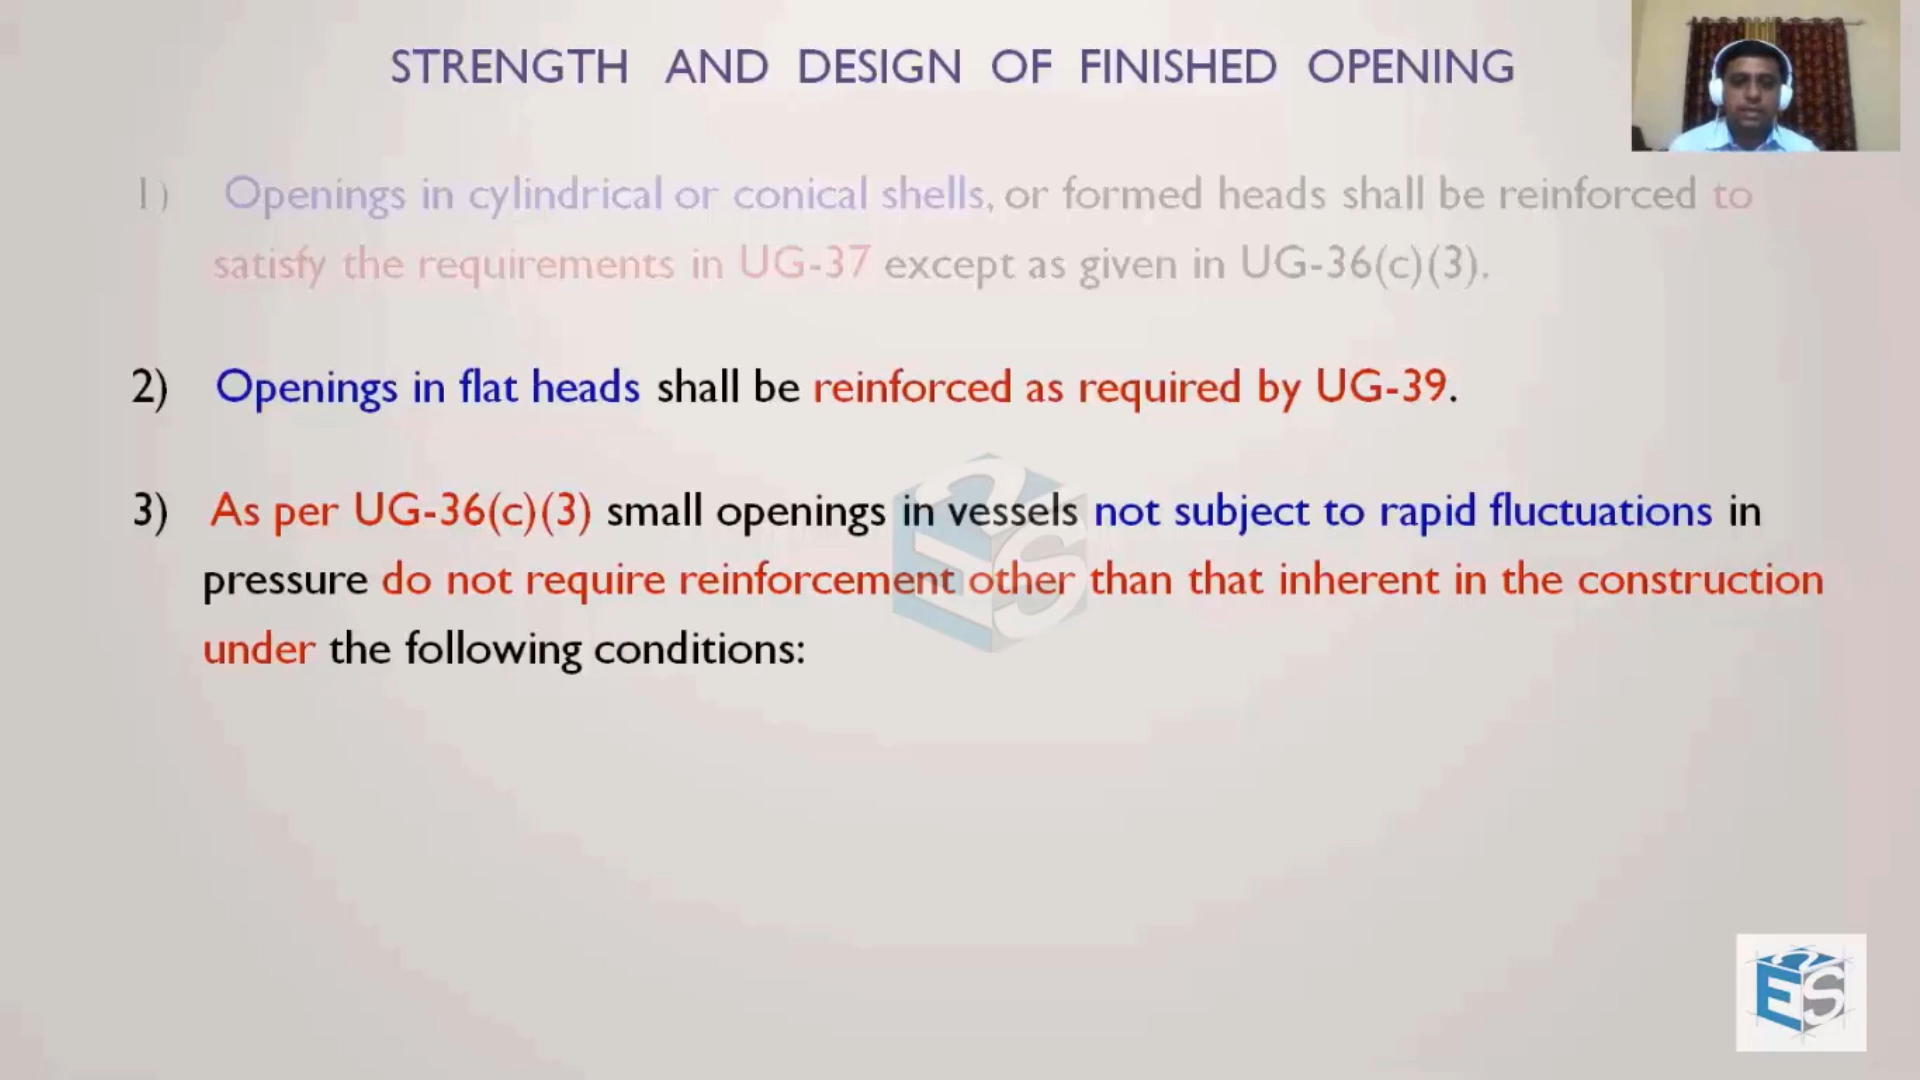 STRENGTH AND DESIGN OF FINISHED OPENING
1) Openings in cylindrical or conical shells, or formed heads shall be reinforced to
satisfy the requirements in UG-37 except as given in UG-36(c)(3).
2) Openings in flat heads shall be reinforced as required by UG-39.
3) As per UG-36(c)(3) small openings in vessels not subject to rapid fluctuations in
pressure do not require reinforcement other than that inherent in the construction
under the following conditions:
E2S